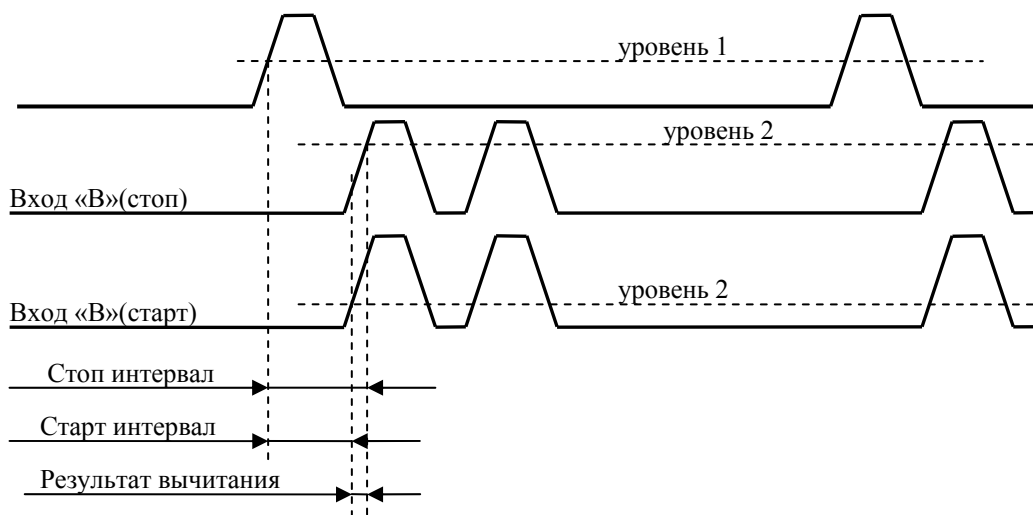 уровень 1
уровень 2
Вход «В»(стоп)
уровень 2
Вход «В»(старт)
Стоп интервал
Старт интервал
Результат вычитания